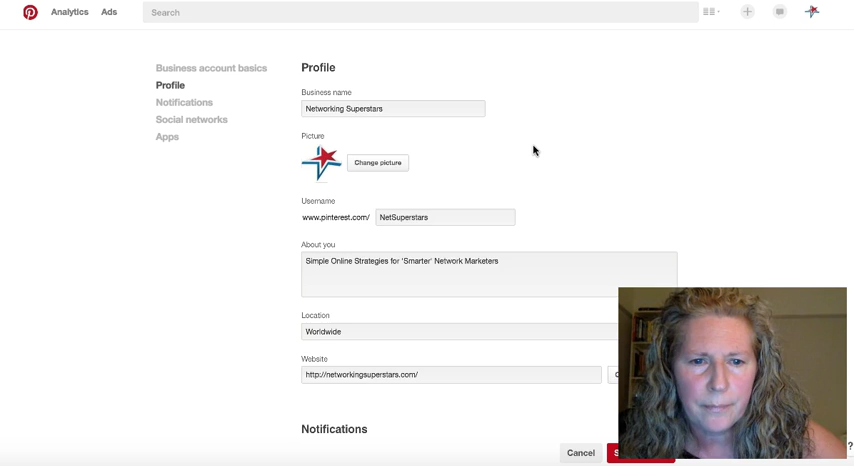 Analytics Ads Search
Business account basics
Profile
Notifications
Social networks
Apps
Profile
Business name
Networking Superstars
Picture
Change picture
Username
www.pinterest.com/ NetSuperstars
About you
Simple Online Strategies for 'Smarter' Network Marketers
Location
Worldwide
Website
http://networkingsuperstars.com/
Notifications
Cancel
?